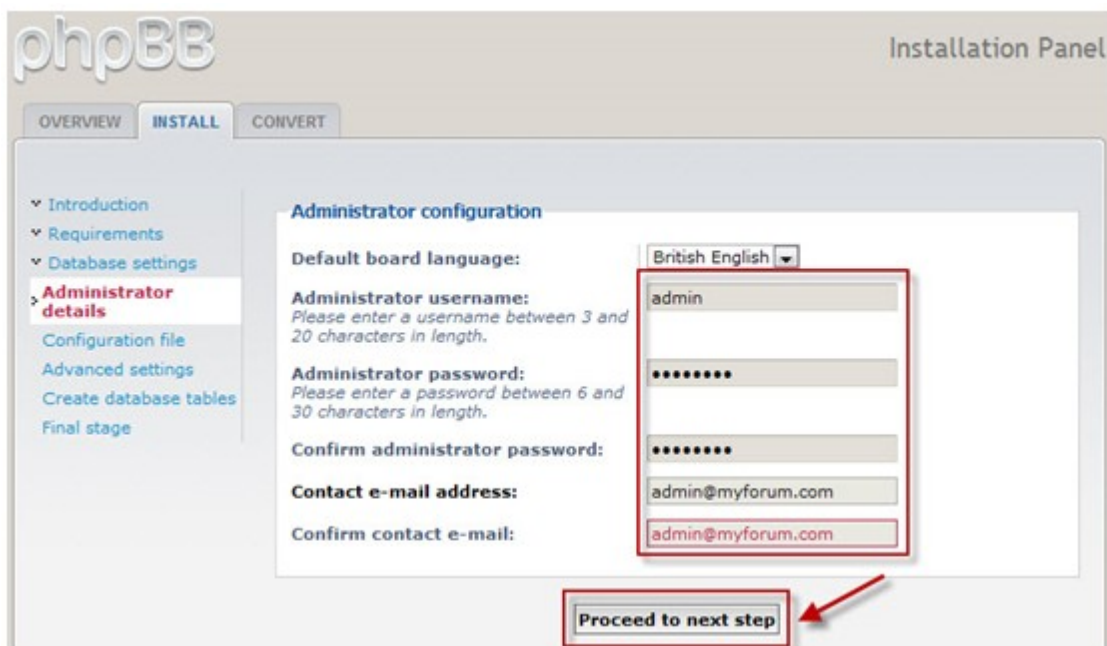 phpBB
Installation Panel
OVERVIEW INSTALL CONVERT
Introduction
Requirements
Database settings
Administrator
details
Configuration file
Advanced settings
Create database tables
Final stage
Administrator configuration
Default board language: British English
Administrator username: admin
Please enter a username between 3 and
20 characters in length.
Administrator password: ••••••••
Please enter a password between 6 and
30 characters in length.
Confirm administrator password: ••••••••
Contact e-mail address: admin@myforum.com
Confirm contact e-mail: admin@myforum.com
Proceed to next step